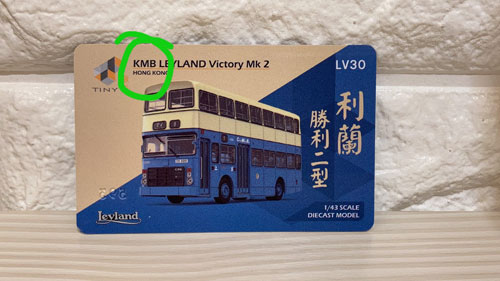 KMB LEYLAND Victory Mk 2
HONG KONG
LV30
TINY
利蘭
勝利二型
C.M.B.
Leyland
1/43 SCALE
DIECAST MODEL